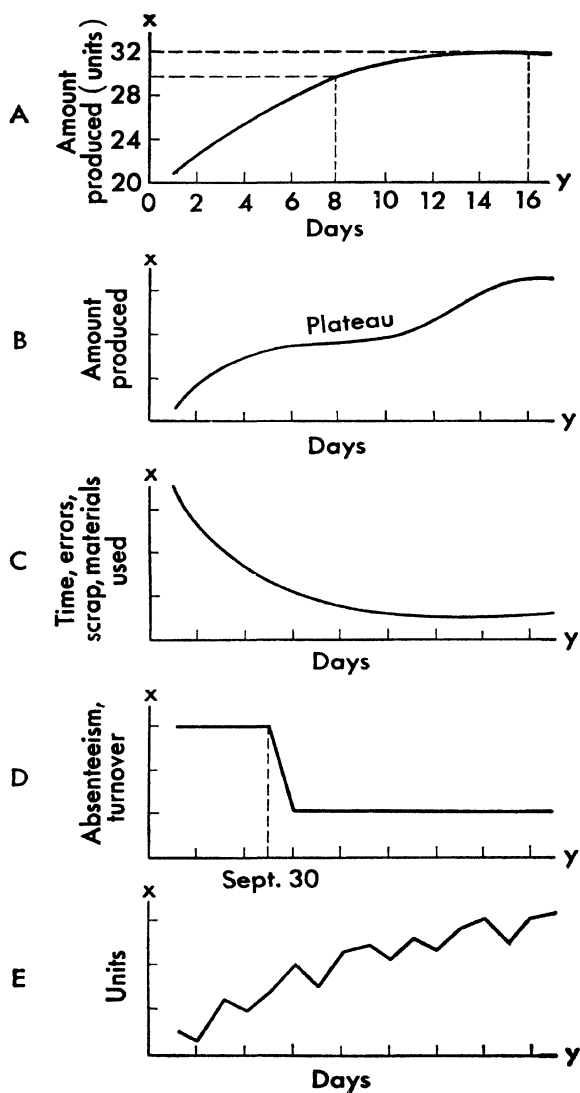 x
A
Amount
produced (units)
32
28
24
20
0 2 4 6 8 10 12 14 16
y
Days
x
B
Amount
produced
Plateau
y
Days
x
C
Time, errors,
scrap, materials
used
y
Days
x
D
Absenteeism,
turnover
y
Sept. 30
x
E
Units
y
Days